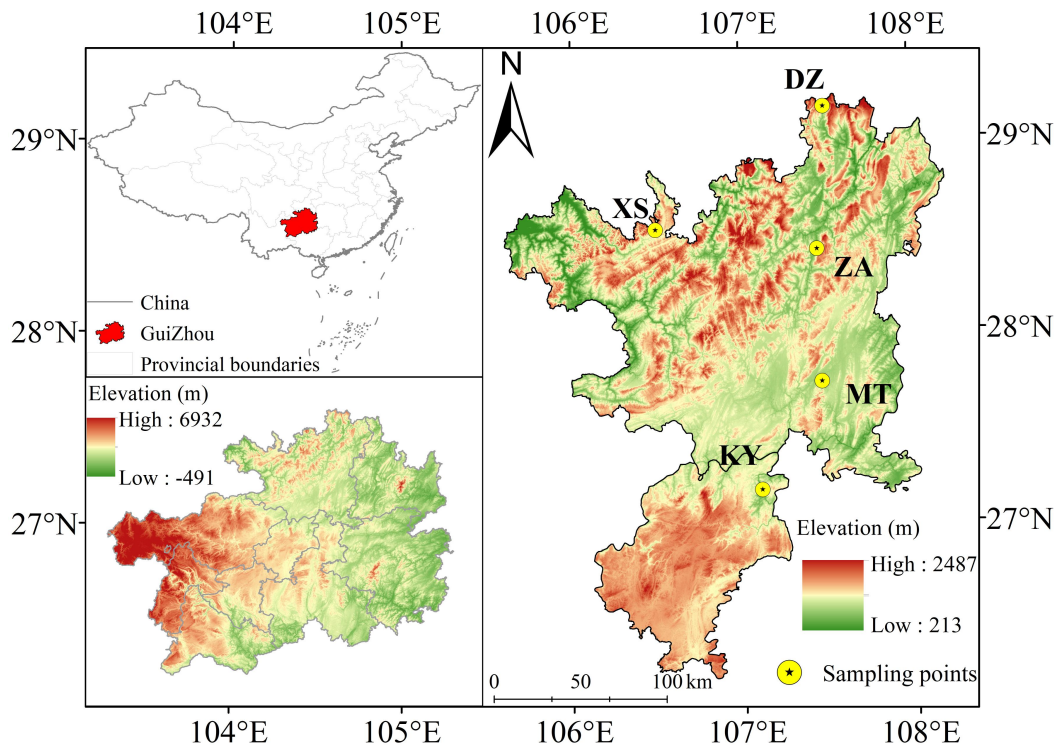 104°E 105°E 106°E 107°E 108°E
29°N
28°N
27°N
China
GuiZhou
Provincial boundaries
Elevation (m)
High : 6932
Low : -491
104°E 105°E
N
DZ
XS
ZA
MT
KY
29°N
28°N
27°N
Elevation (m)
High : 2487
Low : 213
Sampling points
0 50 100 km
106°E 107°E 108°E